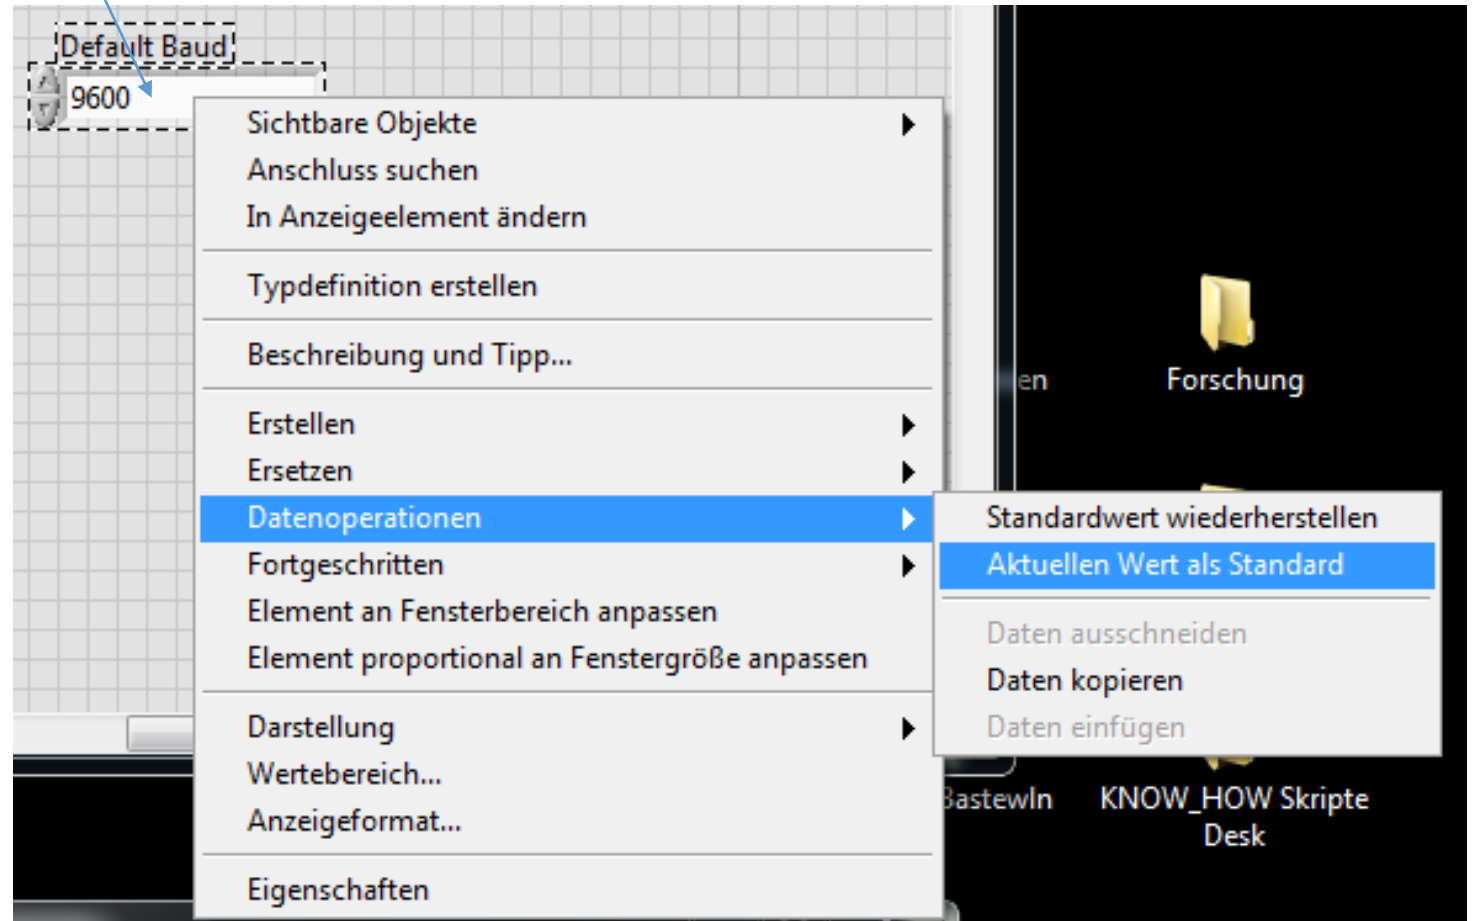 Default Baud
9600
Sichtbare Objekte
Anschluss suchen
In Anzeigeelement ändern
Typdefinition erstellen
Beschreibung und Tipp...
Erstellen
Ersetzen
Datenoperationen
Fortgeschritten
Element an Fensterbereich anpassen
Element proportional an Fenstergröße anpassen
Darstellung
Wertebereich...
Anzeigeformat...
Eigenschaften
Standardwert wiederherstellen
Aktuellen Wert als Standard
Daten ausschneiden
Daten kopieren
Daten einfügen
en
Forschung
KNOW_HOW Skripte
Desk